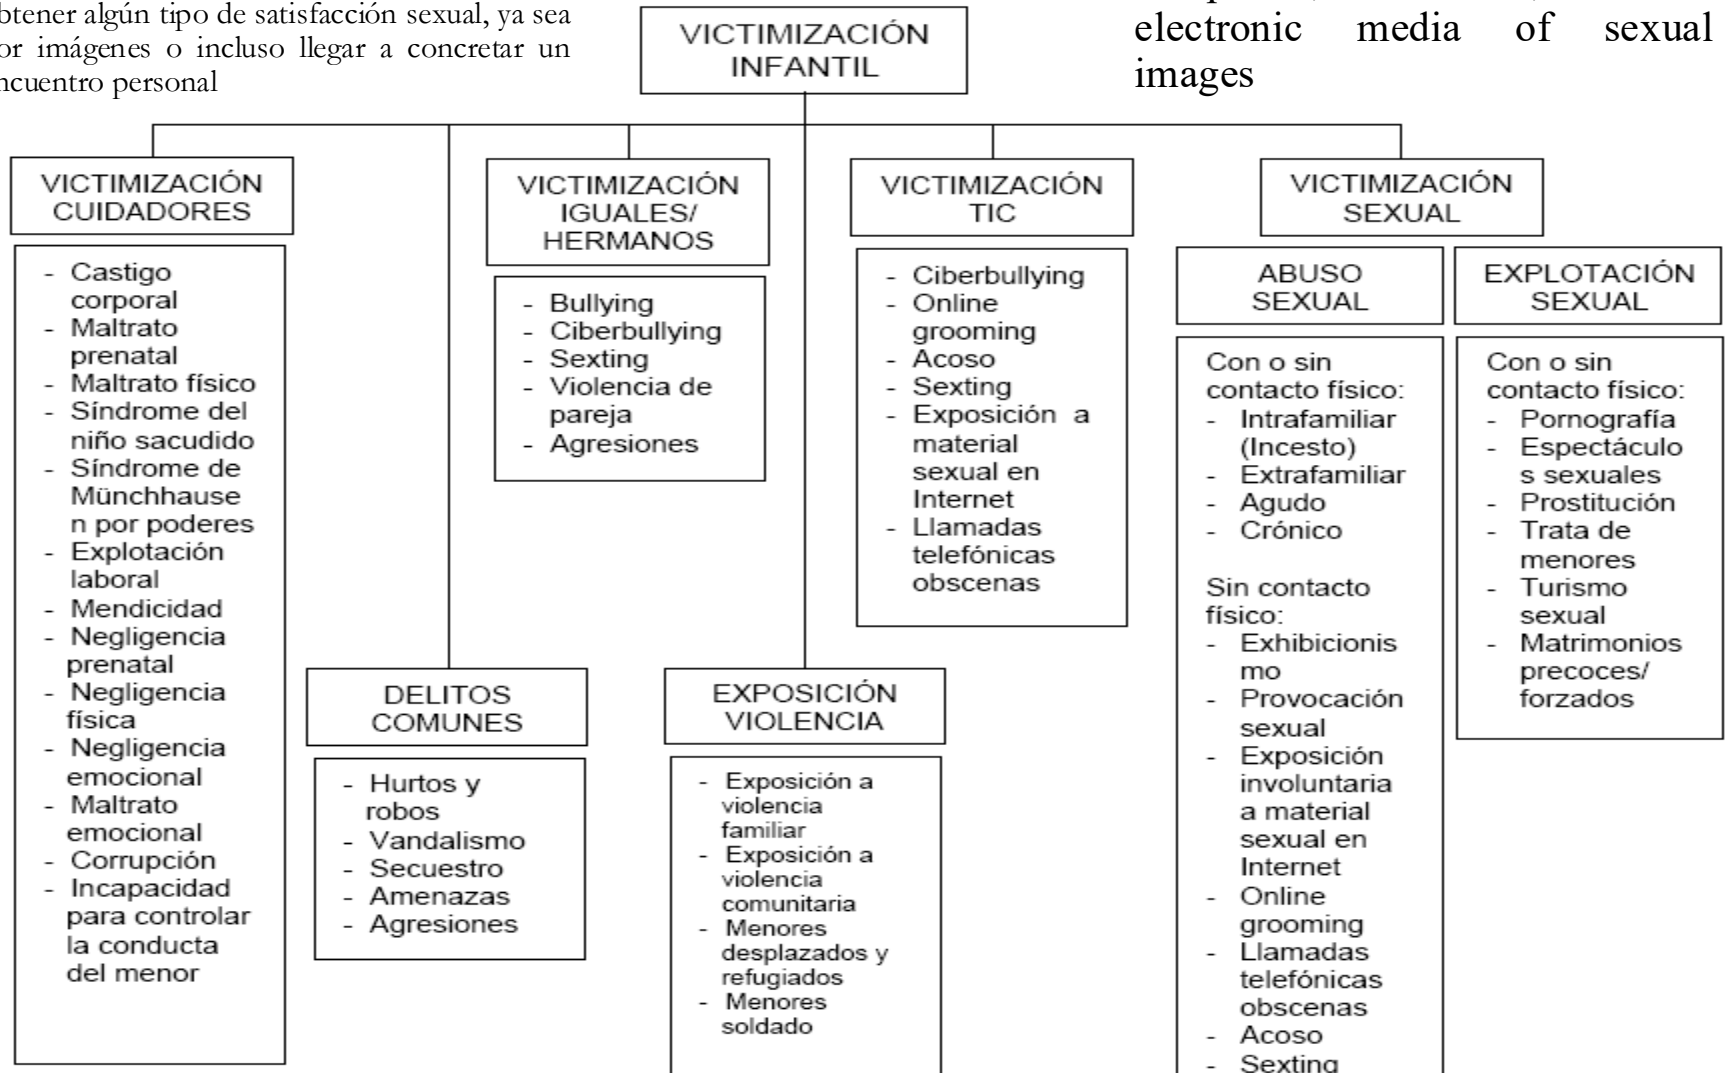 btener algún tipo de satisfacción sexual, ya sea
or imágenes o incluso llegar a concretar un
ncuentro personal
electronic media of sexual
images
VICTIMIZACIÓN
INFANTIL
VICTIMIZACIÓN
CUIDADORES
- Castigo
corporal
- Maltrato
prenatal
- Maltrato físico
- Síndrome del
niño sacudido
- Síndrome de
Münchhause
n por poderes
- Explotación
laboral
- Mendicidad
- Negligencia
prenatal
- Negligencia
física
- Negligencia
emocional
- Maltrato
emocional
- Corrupción
- Incapacidad
para controlar
la conducta
del menor
DELITOS
COMUNES
- Hurtos y
robos
- Vandalismo
- Secuestro
- Amenazas
- Agresiones
VICTIMIZACIÓN
IGUALES/
HERMANOS
- Bullying
- Ciberbullying
- Sexting
- Violencia de
pareja
- Agresiones
EXPOSICIÓN
VIOLENCIA
- Exposición a
violencia
familiar
- Exposición a
violencia
comunitaria
- Menores
desplazados y
refugiados
- Menores
soldado
VICTIMIZACIÓN
TIC
- Ciberbullying
- Online
grooming
- Acoso
- Sexting
- Exposición a
material
sexual en
Internet
- Llamadas
telefónicas
obscenas
VICTIMIZACIÓN
SEXUAL
ABUSO
SEXUAL
Con o sin
contacto físico:
- Intrafamiliar
(Incesto)
- Extrafamiliar
- Agudo
- Crónico
Sin contacto
físico:
- Exhibicionis
mo
- Provocación
sexual
- Exposición
involuntaria
a material
sexual en
Internet
- Online
grooming
- Llamadas
telefónicas
obscenas
- Acoso
- Sexting
EXPLOTACIÓN
SEXUAL
Con o sin
contacto físico:
- Pornografía
- Espectáculo
s sexuales
- Prostitución
- Trata de
menores
- Turismo
sexual
- Matrimonios
precoces/
forzados